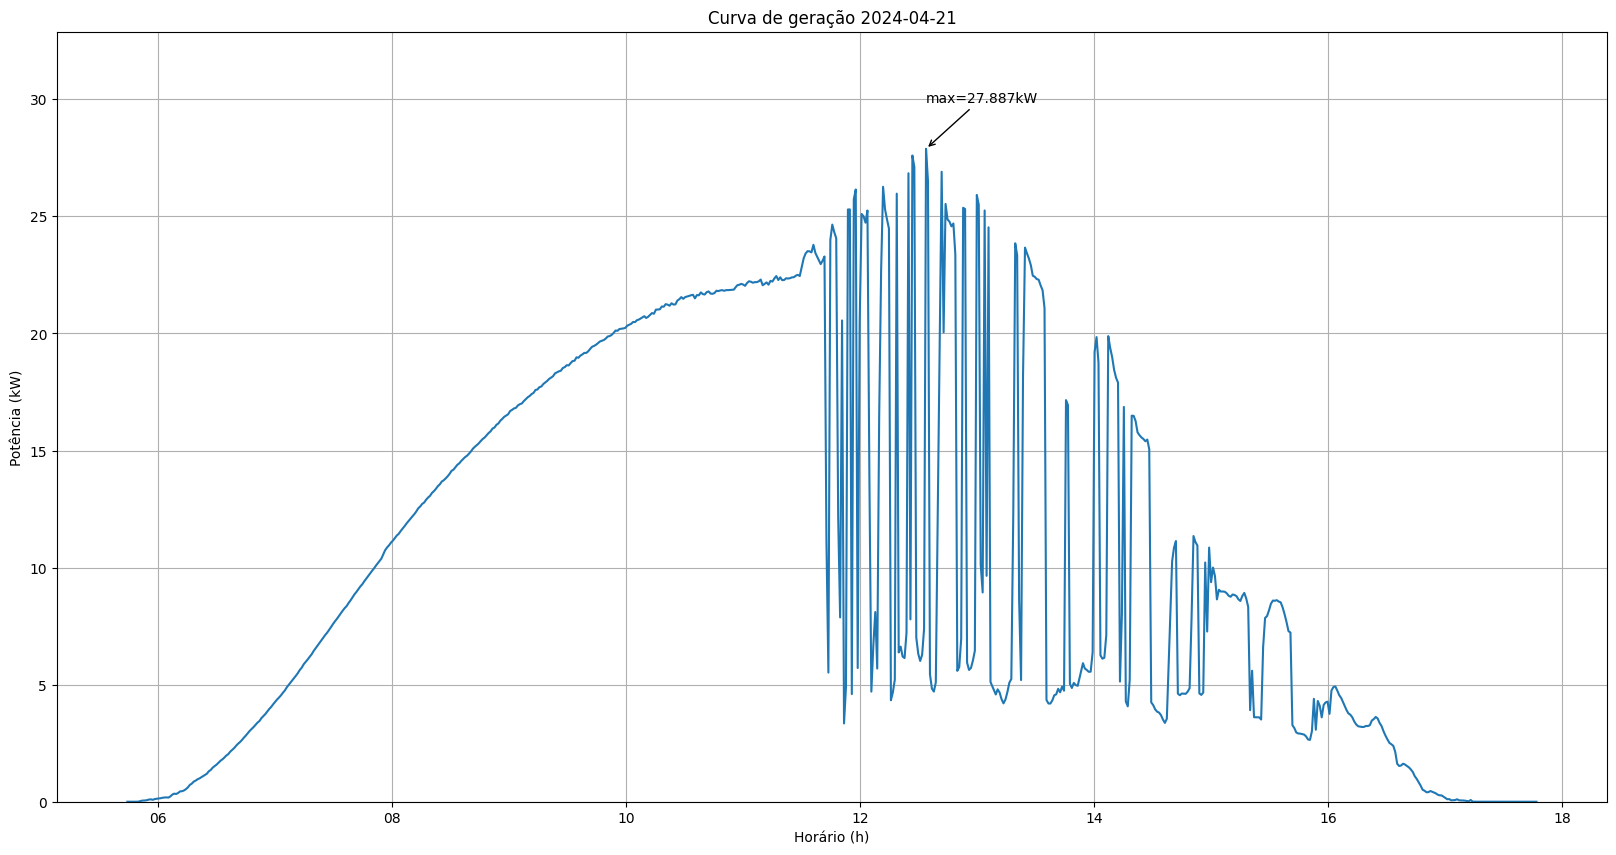 Curva de geração 2024-04-21
max=27.887kW
30
25
20
15
10
5
0
Potência (kW)
06 08 10 12 14 16 18
Horário (h)